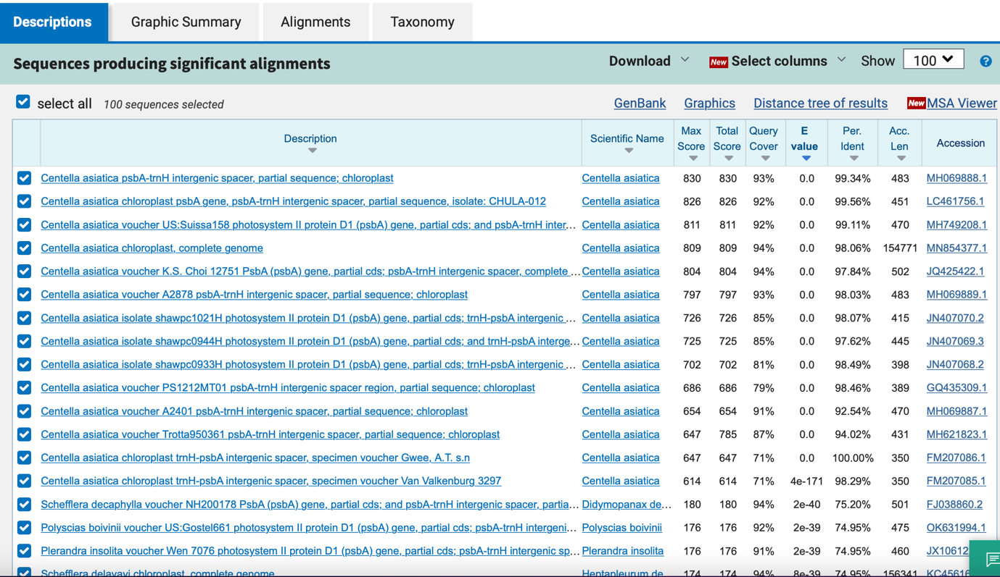 Descriptions Graphic Summary Alignments Taxonomy
Sequences producing significant alignments Download New Select columns Show 100 ?
select all 100 sequences selected GenBank Graphics Distance tree of results New MSA Viewer
Description Scientific Name Max Score Total Score Query Cover E value Per. Ident Acc. Len Accession
Centella asiatica psbA-trnH intergenic spacer, partial sequence; chloroplast Centella asiatica 830 830 93% 0.0 99.34% 483 MH069888.1
Centella asiatica chloroplast psbA gene, psbA-trnH intergenic spacer, partial sequence, isolate: CHULA-012 Centella asiatica 826 826 92% 0.0 99.56% 451 LC461756.1
Centella asiatica voucher US:Suissa158 photosystem II protein D1 (psbA) gene, partial cds; and psbA-trnH inter... Centella asiatica 811 811 92% 0.0 99.11% 470 MH749208.1
Centella asiatica chloroplast, complete genome Centella asiatica 809 809 94% 0.0 98.06% 154771 MN854377.1
Centella asiatica voucher K.S. Choi 12751 PsbA (psbA) gene, partial cds; psbA-trnH intergenic spacer, complete ... Centella asiatica 804 804 94% 0.0 97.84% 502 JQ425422.1
Centella asiatica voucher A2878 psbA-trnH intergenic spacer, partial sequence; chloroplast Centella asiatica 797 797 93% 0.0 98.03% 483 MH069889.1
Centella asiatica isolate shawpc1021H photosystem II protein D1 (psbA) gene, partial cds; trnH-psbA intergenic ... Centella asiatica 726 726 85% 0.0 98.07% 415 JN407070.2
Centella asiatica isolate shawpc0944H photosystem II protein D1 (psbA) gene, partial cds; and trnH-psbA interge... Centella asiatica 725 725 85% 0.0 97.62% 445 JN407069.3
Centella asiatica isolate shawpc0933H photosystem II protein D1 (psbA) gene, partial cds; trnH-psbA intergenic ... Centella asiatica 702 702 81% 0.0 98.49% 398 JN407068.2
Centella asiatica voucher PS1212MT01 psbA-trnH intergenic spacer region, partial sequence; chloroplast Centella asiatica 686 686 79% 0.0 98.46% 389 GQ435309.1
Centella asiatica voucher A2401 psbA-trnH intergenic spacer, partial sequence; chloroplast Centella asiatica 654 654 91% 0.0 92.54% 470 MH069887.1
Centella asiatica voucher Trotta950361 psbA-trnH intergenic spacer, partial sequence; chloroplast Centella asiatica 647 785 87% 0.0 94.02% 431 MH621823.1
Centella asiatica chloroplast trnH-psbA intergenic spacer, specimen voucher Gwee, A.T. s.n Centella asiatica 647 647 71% 0.0 100.00% 350 FM207086.1
Centella asiatica chloroplast trnH-psbA intergenic spacer, specimen voucher Van Valkenburg 3297 Centella asiatica 614 614 71% 4e-171 98.29% 350 FM207085.1
Schefflera decaphylla voucher NH200178 PsbA (psbA) gene, partial cds; and psbA-trnH intergenic spacer, partia... Didymopanax de... 180 180 94% 2e-40 75.20% 501 FJ038860.2
Polyscias boivinii voucher US:Gostel661 photosystem II protein D1 (psbA) gene, partial cds; psbA-trnH intergeni... Polyscias boivinii 176 176 92% 2e-39 74.95% 475 OK631994.1
Plerandra insolita voucher Wen 7076 photosystem II protein D1 (psbA) gene, partial cds; psbA-trnH intergenic sp... Plerandra insolita 176 176 91% 2e-39 74.95% 460 JX10612
Schefflera delavayi chloroplast, complete genome Heptapleurum de 174 174 94% 8e-39 74.95% 156341 KC45616